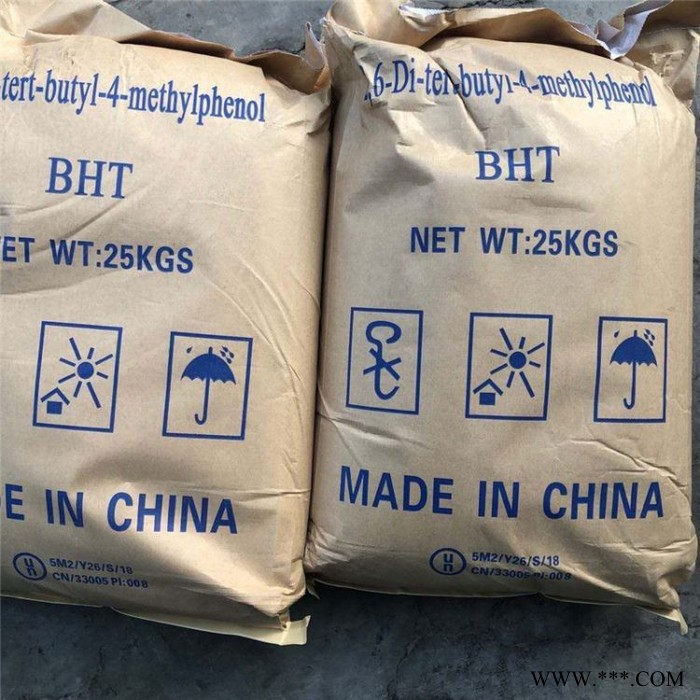 -tert-butyl-4-methylphenol
BHT
ET WT:25KGS
E IN CHINA
un
5M2/Y26/S/18
CN/33005 PI:008
,6-Di-tert-butyl-4-methylphenol
BHT
NET WT:25KGS
MADE IN CHINA
un
5M2/Y26/S/18
CN/33005 PI:008
WWW.***.COM